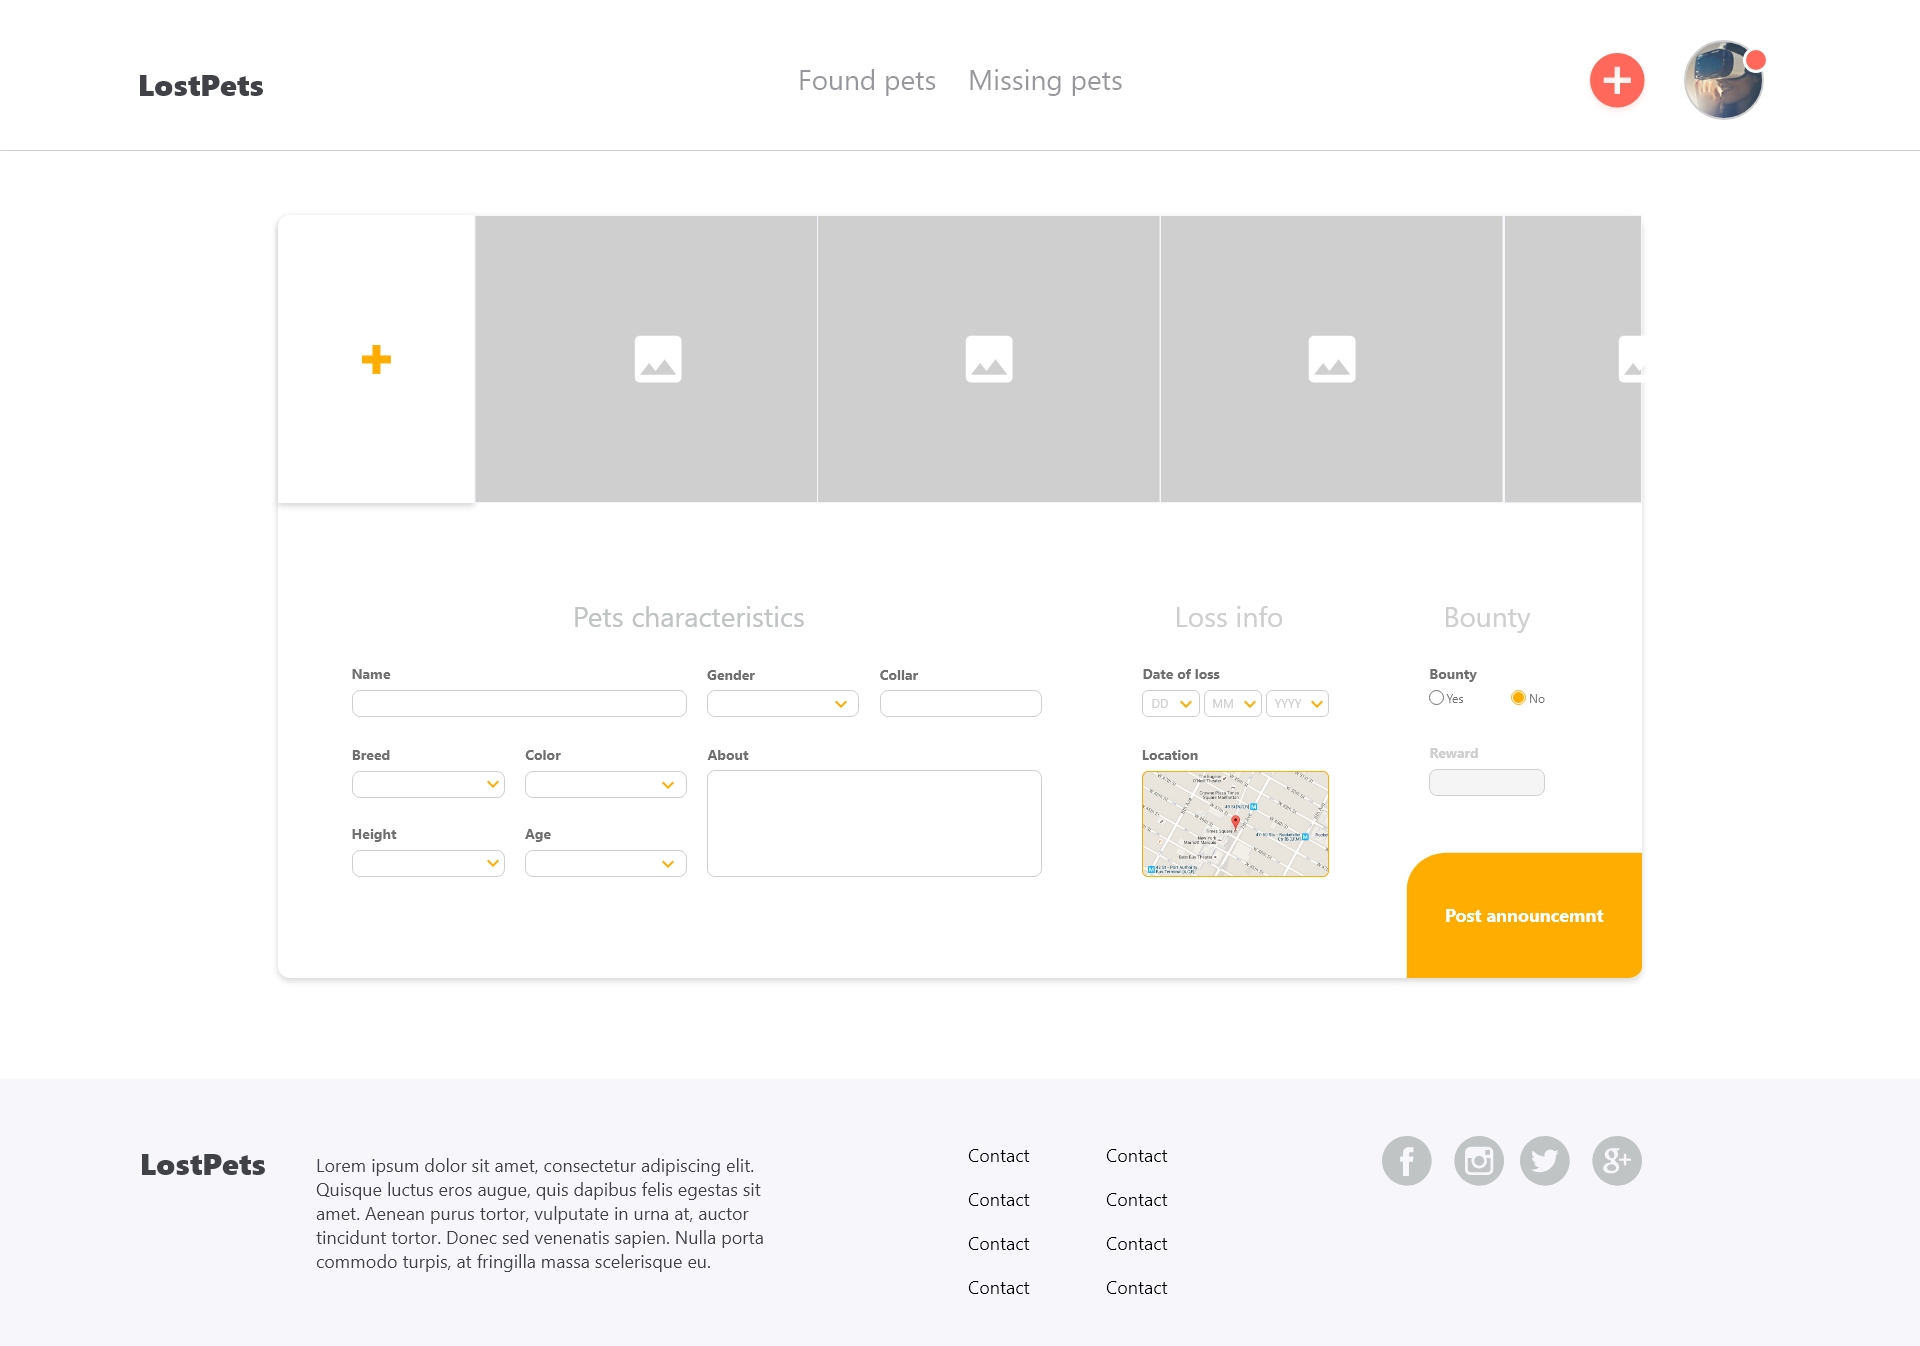 LostPets
Found pets
Missing pets
Pets characteristics
Loss info
Bounty
Name
Gender
Collar
Date of loss
DD
MM
YYYY
Bounty
Yes
No
Breed
Color
About
Location
Reward
Height
Age
Times Square
Post announcemnt
LostPets
Lorem ipsum dolor sit amet, consectetur adipiscing elit.
Quisque luctus eros augue, quis dapibus felis egestas sit
amet. Aenean purus tortor, vulputate in urna at, auctor
tincidunt tortor. Donec sed venenatis sapien. Nulla porta
commodo turpis, at fringilla massa scelerisque eu.
Contact
Contact
Contact
Contact
Contact
Contact
Contact
Contact